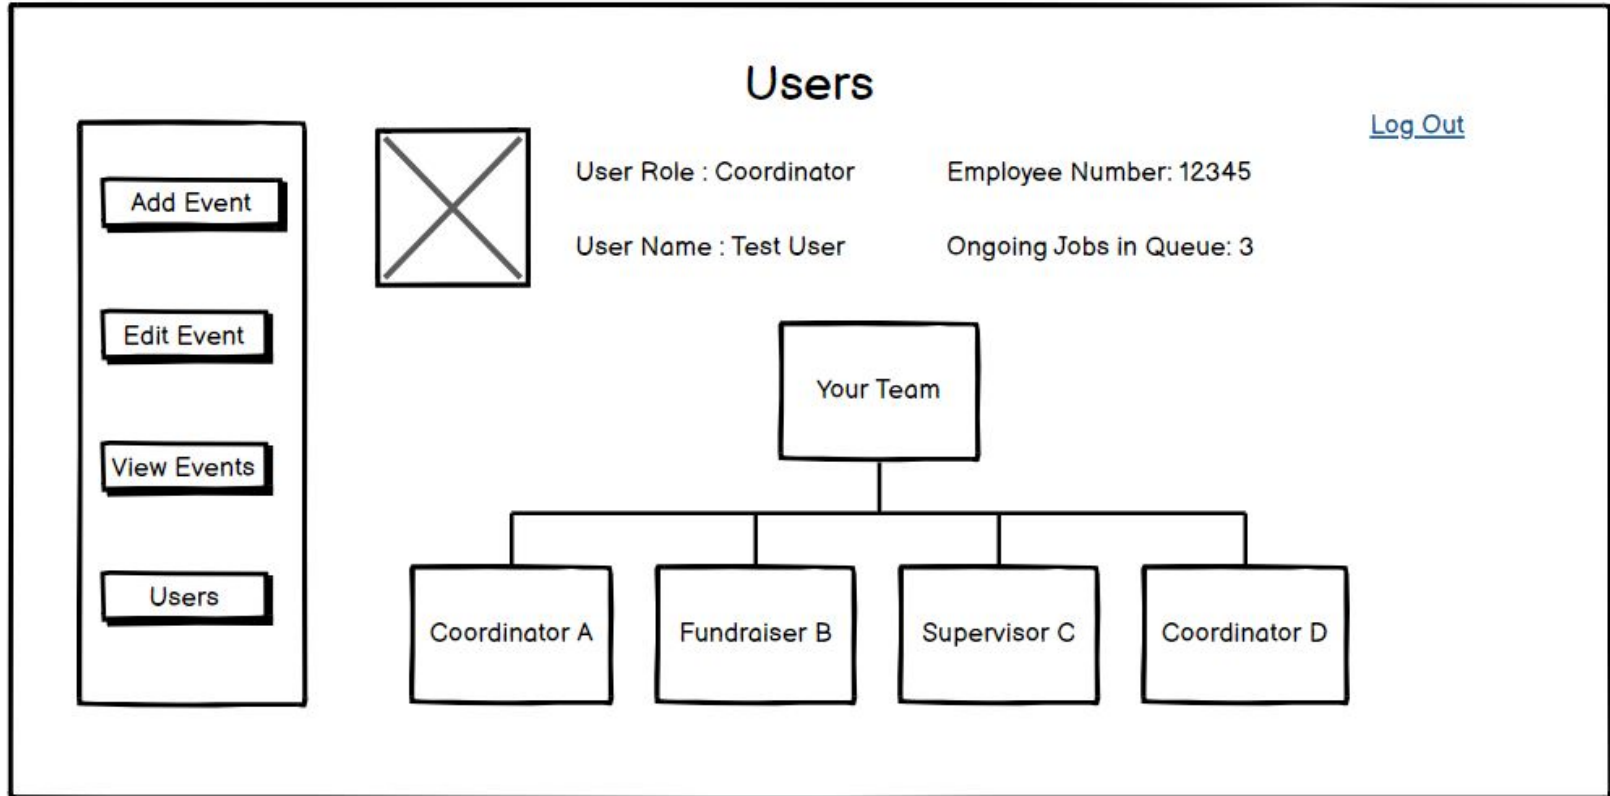 Users
Log Out
Add Event
Edit Event
View Events
Users
User Role : Coordinator
Employee Number: 12345
User Name : Test User
Ongoing Jobs in Queue: 3
Your Team
Coordinator A
Fundraiser B
Supervisor C
Coordinator D